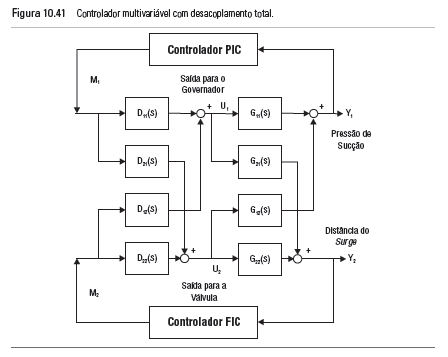 Figura 10.41 Controlador multivariável com desacoplamento total.
Controlador PIC
M1
Saída para o
Governador
+
U1
+
D11(s)
G11(s)
Y1
Pressão de
Sucção
D21(s)
G21(s)
D12(s)
G12(s)
Distância do
Surge
+
+
D22(s)
G22(s)
Y2
U2
M2
Saída para a
Válvula
Controlador FIC